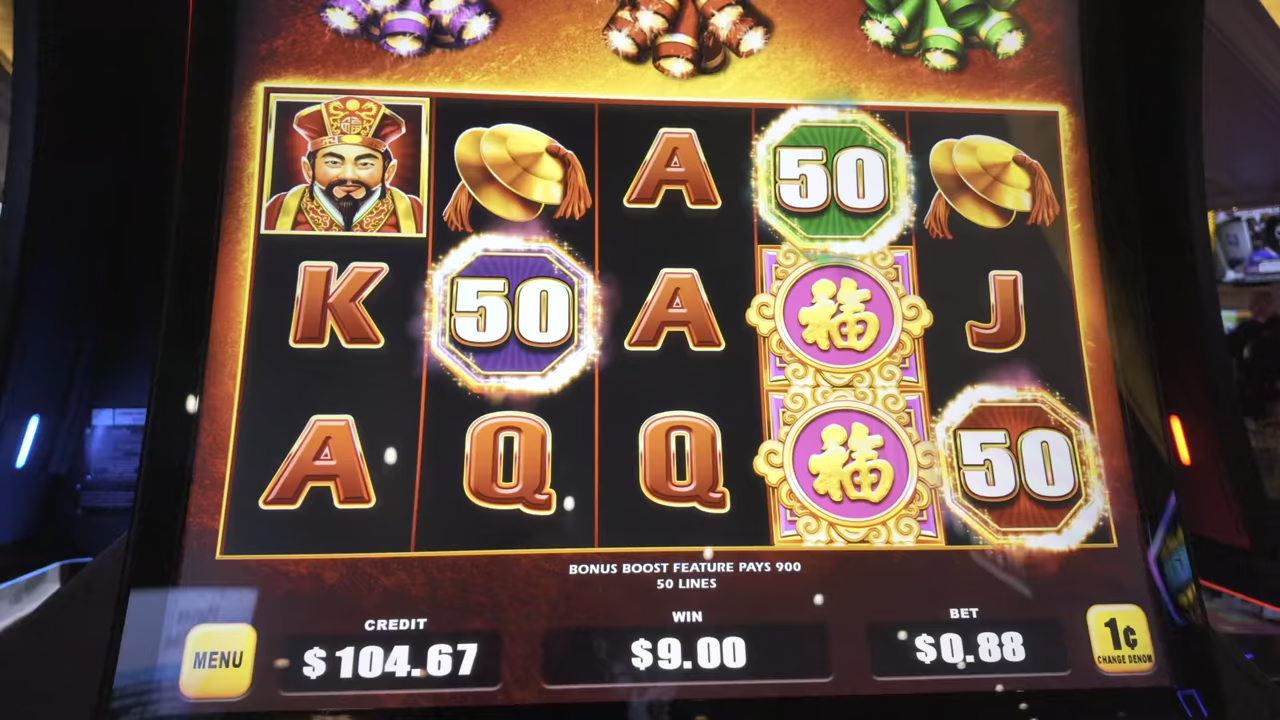 福
A
50
K
50
A
福
J
A
Q
Q
福
50
BONUS BOOST FEATURE PAYS 900
50 LINES
CREDIT
WIN
BET
MENU
$104.67
$9.00
$0.88
1¢
CHANGE DENOM